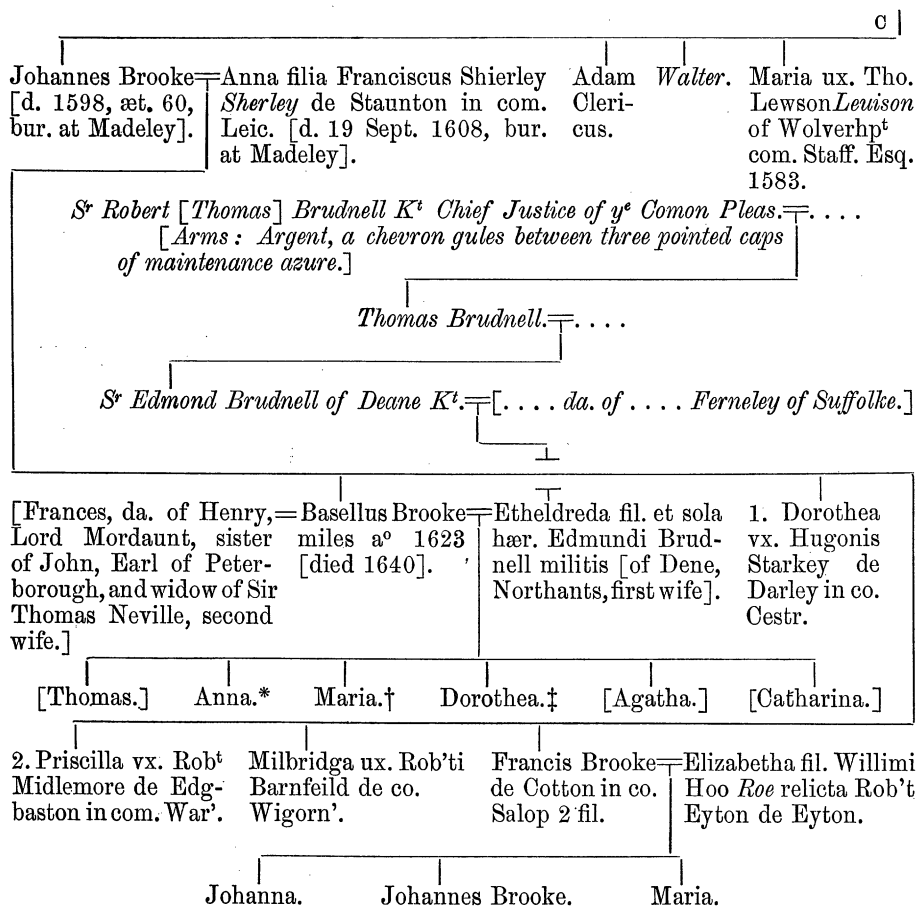 C
Johannes Brooke=Anna filia Franciscus Shierley Adam Walter. Maria ux. Tho.
[d. 1598, æt. 60, Sherley de Staunton in com. Cleri- Lewson Leuison
bur. at Madeley]. Leic. [d. 19 Sept. 1608, bur. cus. of Wolverhpᵗ
at Madeley]. com. Staff. Esq.
1583.
Sʳ Robert [Thomas] Brudnell Kᵗ Chief Justice of yᵉ Comon Pleas.=. . . .
[Arms : Argent, a chevron gules between three pointed caps
of maintenance azure.]
Thomas Brudnell.=. . . .
Sʳ Edmond Brudnell of Deane Kᵗ.=[. . . . da. of . . . . Ferneley of Suffolke.]
[Frances, da. of Henry,=Basellus Brooke=Etheldreda fil. et sola 1. Dorothea
Lord Mordaunt, sister miles aᵒ 1623 hær. Edmundi Brud- vx. Hugonis
of John, Earl of Peter- [died 1640]. nell militis [of Dene, Starkey de
borough, and widow of Sir Northants, first wife]. Darley in co.
Thomas Neville, second Cestr.
wife.]
[Thomas.] Anna.* Maria.† Dorothea.‡ [Agatha.] [Catharina.]
2. Priscilla vx. Robᵗ Milbridga ux. Rob'ti Francis Brooke=Elizabetha fil. Willimi
Midlemore de Edg- Barnfeild de co. de Cotton in co. Hoo Roe relicta Rob't
baston in com. War'. Wigorn'. Salop 2 fil. Eyton de Eyton.
Johanna. Johannes Brooke. Maria.